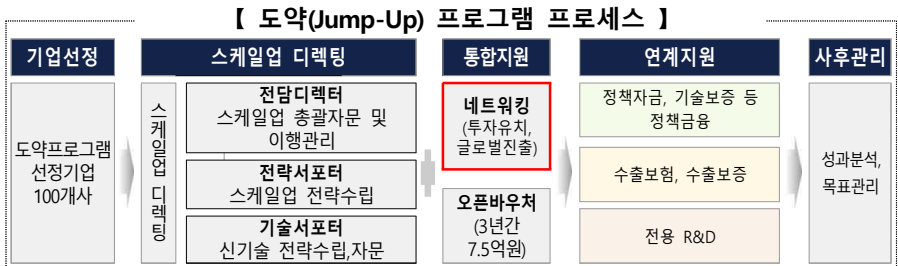 【 도약(Jump-Up) 프로그램 프로세스 】
기업선정
도약프로그램
선정기업
100개사
스케일업 디렉팅
스케일업 디렉팅
전담디렉터
스케일업 총괄자문 및
이행관리
전략서포터
스케일업 전략수립
기술서포터
신기술 전략수립,자문
통합지원
네트워킹
(투자유치,
글로벌진출)
오픈바우처
(3년간
7.5억원)
연계지원
정책자금, 기술보증 등
정책금융
수출보험, 수출보증
전용 R&D
사후관리
성과분석,
목표관리